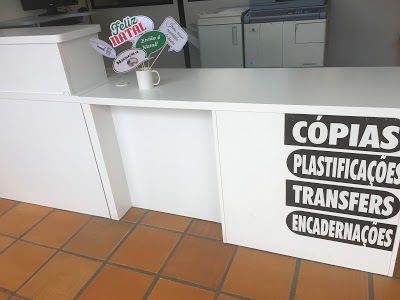 Feliz
NATAL
CÓPIAS
PLASTIFICAÇÕES
TRANSFERS
ENCADERNAÇÕES